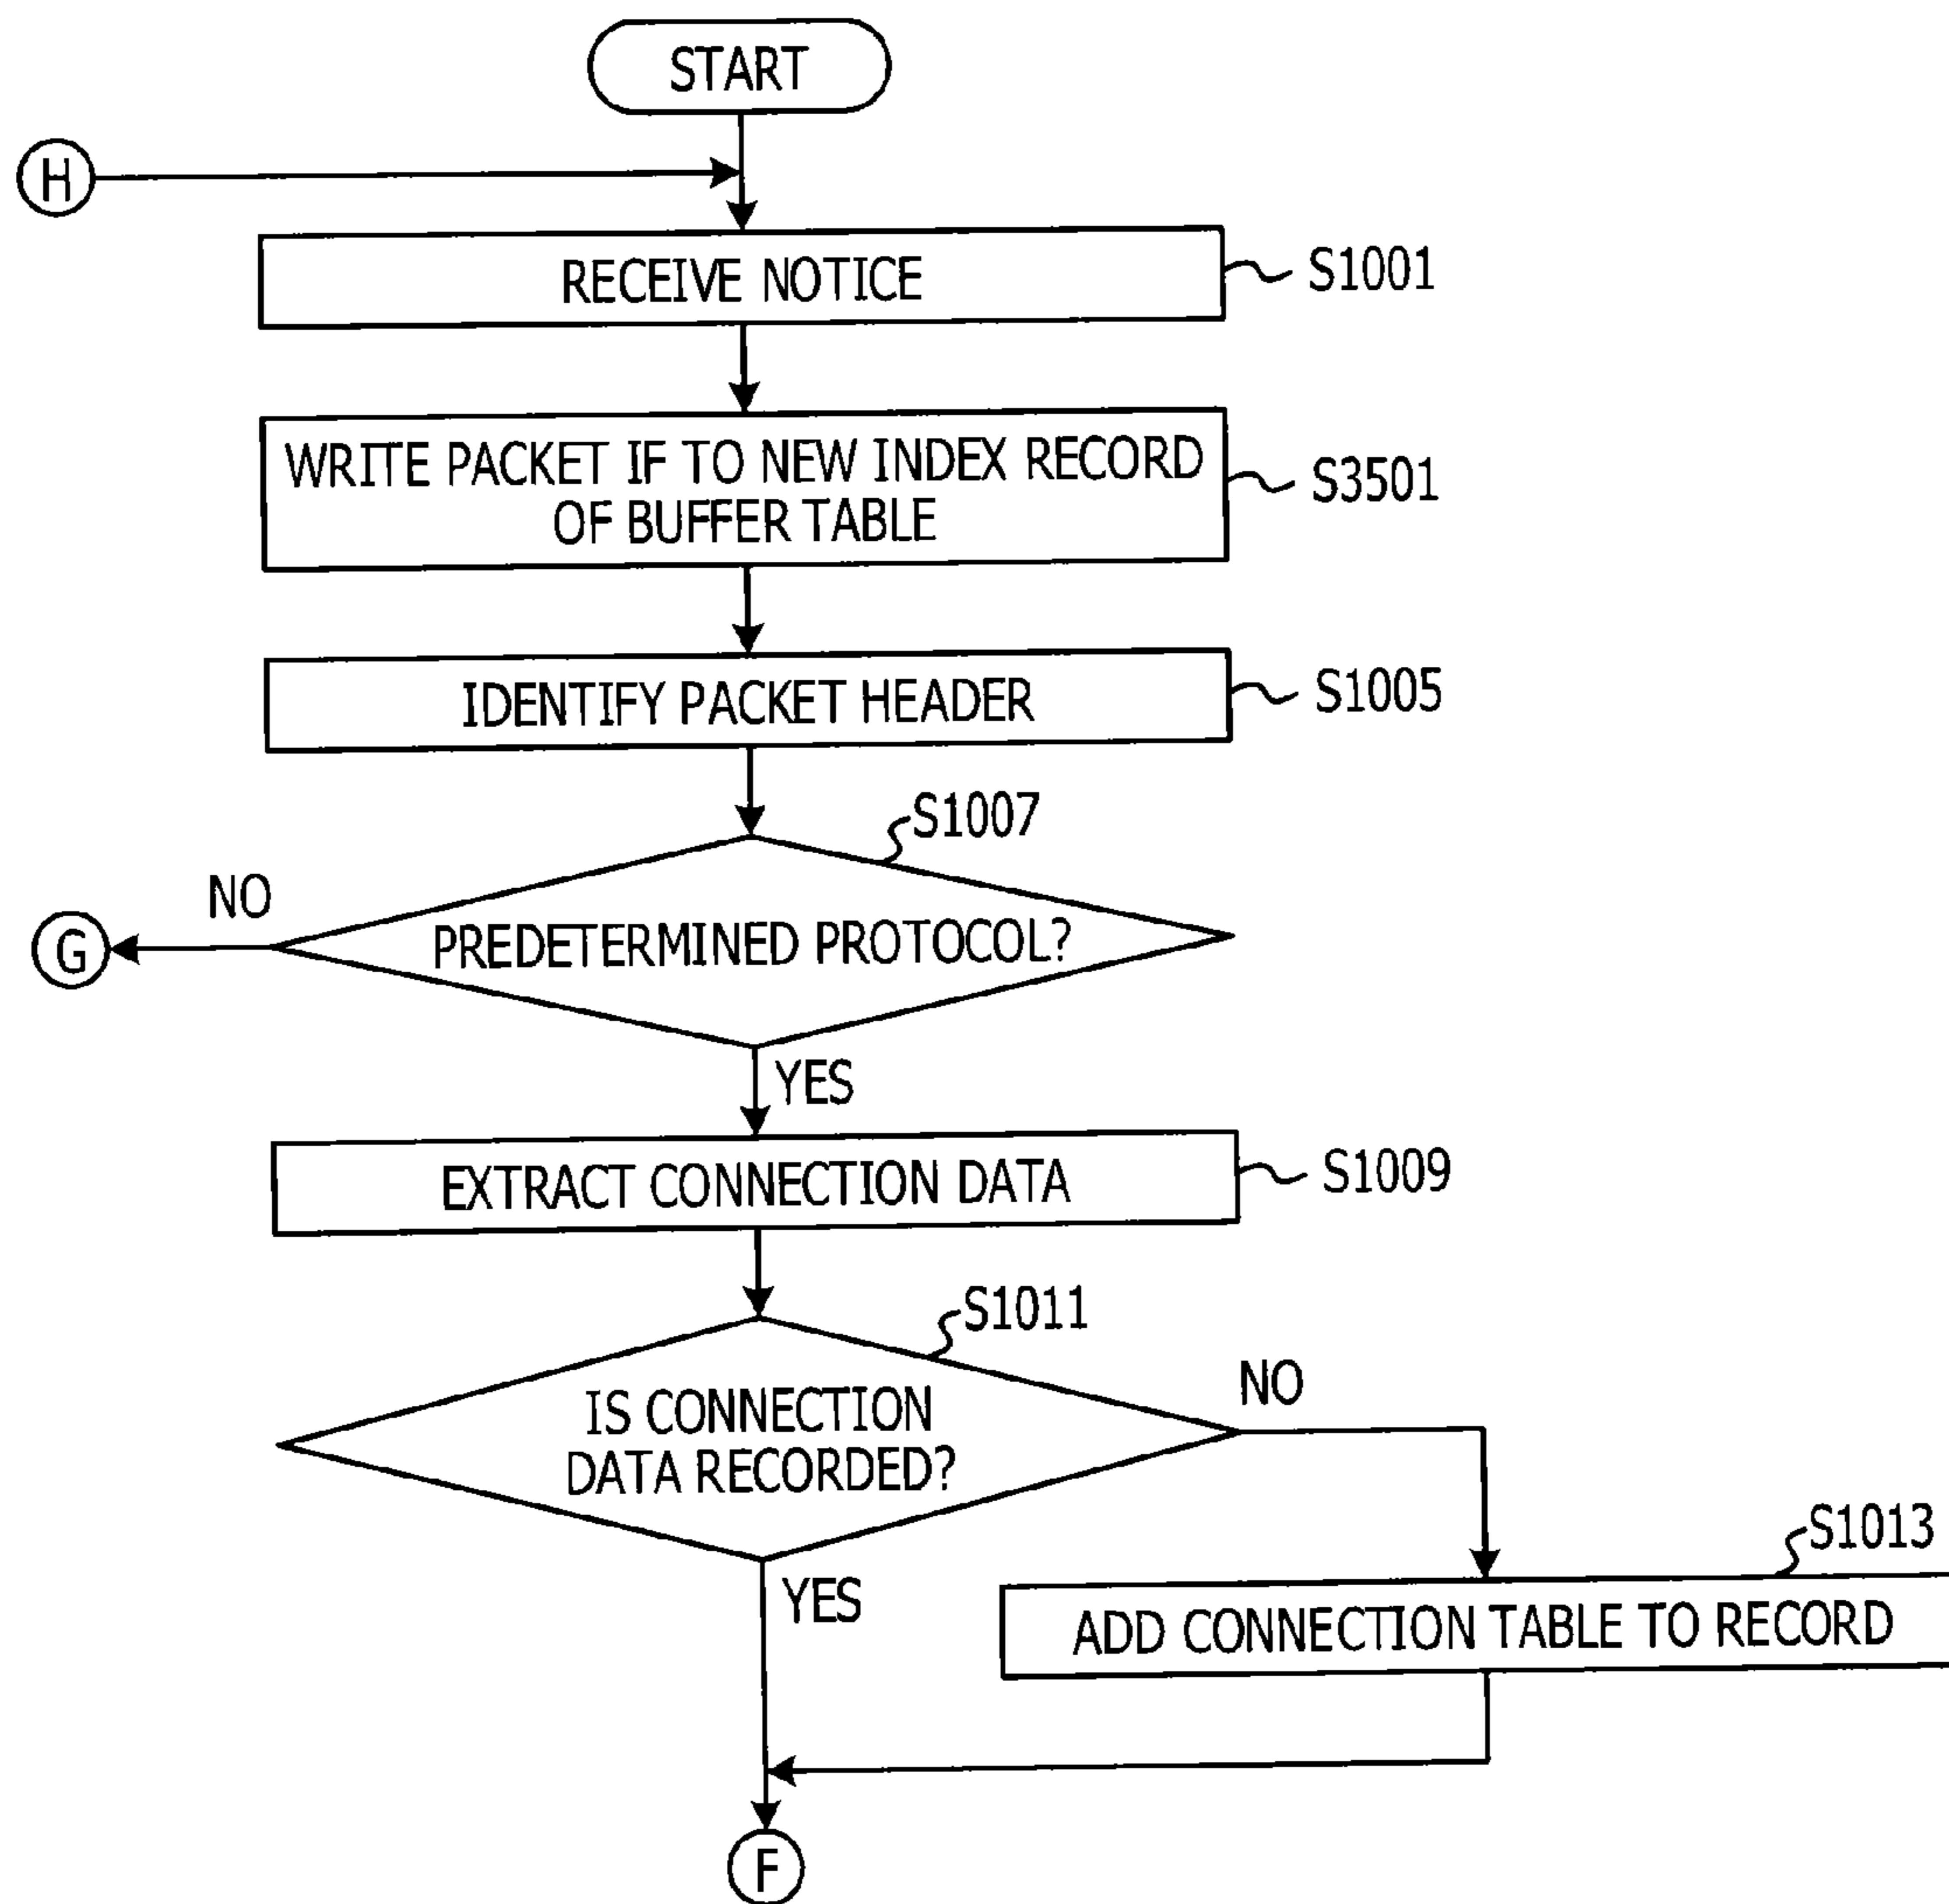 START
H
RECEIVE NOTICE
S1001
WRITE PACKET IF TO NEW INDEX RECORD
OF BUFFER TABLE
S3501
IDENTIFY PACKET HEADER
S1005
S1007
NO
G
PREDETERMINED PROTOCOL?
YES
EXTRACT CONNECTION DATA
S1009
S1011
IS CONNECTION
DATA RECORDED?
NO
YES
S1013
ADD CONNECTION TABLE TO RECORD
F